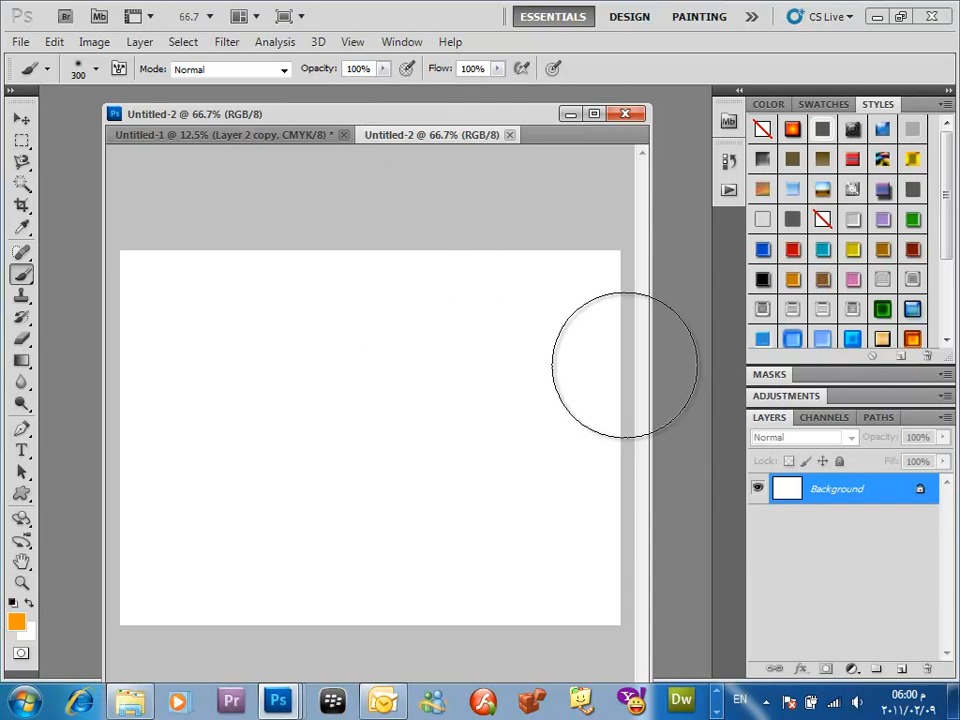 Ps Br Mb 66.7 ESSENTIALS DESIGN PAINTING CS Live
File Edit Image Layer Select Filter Analysis 3D View Window Help
300 Mode: Normal Opacity: 100% Flow: 100%
Ps Untitled-2 @ 66.7% (RGB/8)
Untitled-1 @ 12.5% (Layer 2 copy, CMYK/8) * Untitled-2 @ 66.7% (RGB/8)
COLOR SWATCHES STYLES
Mb
MASKS
ADJUSTMENTS
LAYERS CHANNELS PATHS
Normal Opacity: 100%
Lock: Fill: 100%
Background
T
fx
Pr Ps Dw EN
06:00 م
٢٠١١/٠٢/٠٩